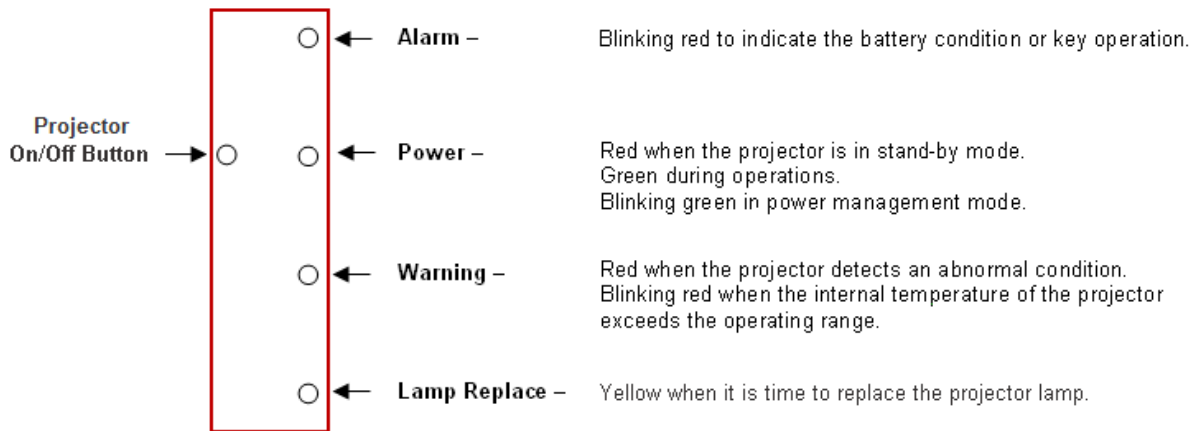 Alarm – Blinking red to indicate the battery condition or key operation.
Projector
On/Off Button
Power – Red when the projector is in stand-by mode.
Green during operations.
Blinking green in power management mode.
Warning – Red when the projector detects an abnormal condition.
Blinking red when the internal temperature of the projector
exceeds the operating range.
Lamp Replace – Yellow when it is time to replace the projector lamp.